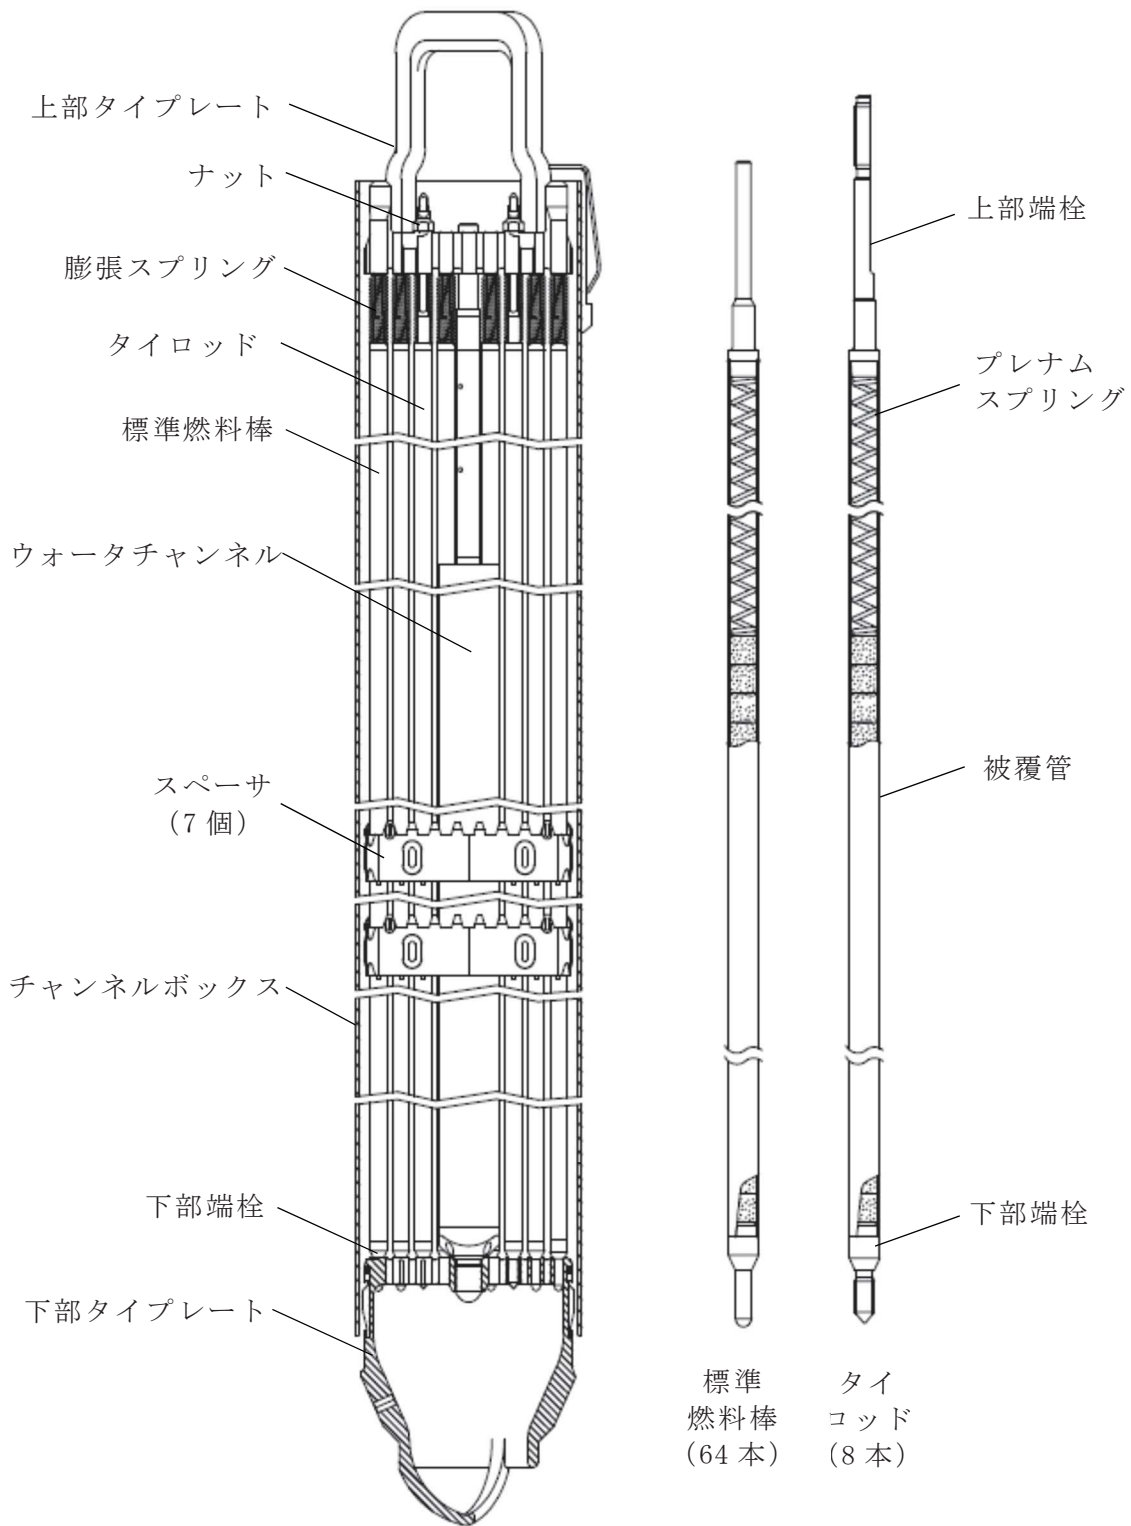 上部タイプレート
ナット
膨張スプリング
タイロッド
標準燃料棒
ウォータチャンネル
スペーサ
(7 個)
チャンネルボックス
下部端栓
下部タイプレート
上部端栓
プレナム
スプリング
被覆管
下部端栓
標準
燃料棒
(64 本)
タイ
ロッド
(8 本)